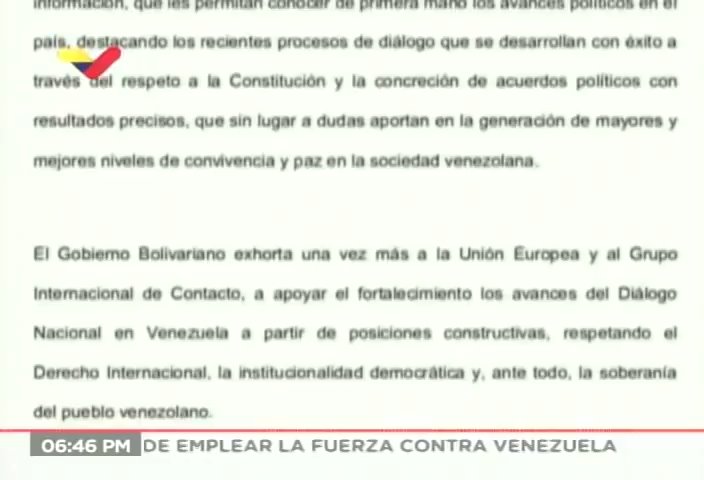 información, que les permitan conocer de primera mano los avances políticos en el
país, destacando los recientes procesos de diálogo que se desarrollan con éxito a
través del respeto a la Constitución y la concreción de acuerdos políticos con
resultados precisos, que sin lugar a dudas aportan en la generación de mayores y
mejores niveles de convivencia y paz en la sociedad venezolana.
El Gobierno Bolivariano exhorta una vez más a la Unión Europea y al Grupo
Internacional de Contacto, a apoyar el fortalecimiento los avances del Diálogo
Nacional en Venezuela a partir de posiciones constructivas, respetando el
Derecho Internacional, la institucionalidad democrática y, ante todo, la soberanía
del pueblo venezolano.
06:46 PM DE EMPLEAR LA FUERZA CONTRA VENEZUELA